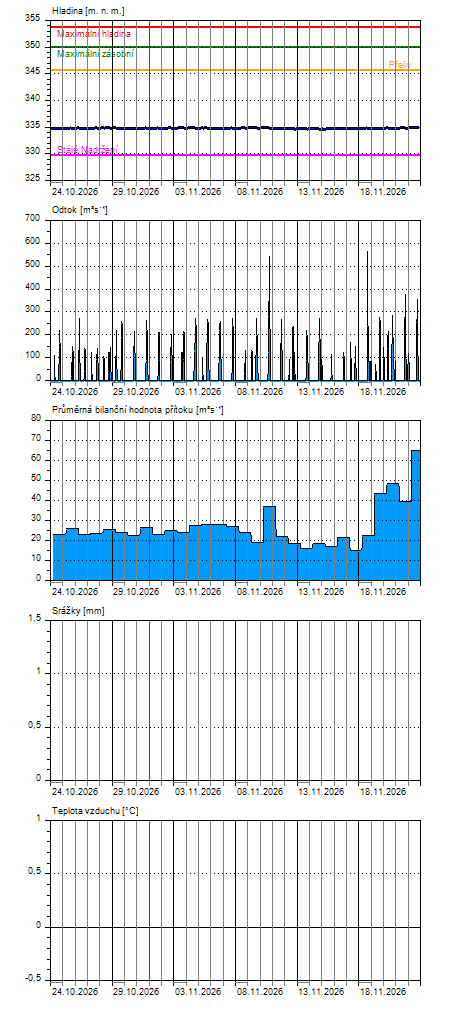 Hladina [m. n. m.]
355
Maximální hladina
350
Maximální zásobní
345
Přeliv
340
335
330
Stálé Nadržení
325
24.10.2026 29.10.2026 03.11.2026 08.11.2026 13.11.2026 18.11.2026
Odtok [m³s⁻¹]
700
600
500
400
300
200
100
0
24.10.2026 29.10.2026 03.11.2026 08.11.2026 13.11.2026 18.11.2026
Průměrná bilanční hodnota přítoku [m³s⁻¹]
80
70
60
50
40
30
20
10
0
24.10.2026 29.10.2026 03.11.2026 08.11.2026 13.11.2026 18.11.2026
Srážky [mm]
1,5
1
0,5
0
24.10.2026 29.10.2026 03.11.2026 08.11.2026 13.11.2026 18.11.2026
Teplota vzduchu [°C]
1
0,5
0
-0,5
24.10.2026 29.10.2026 03.11.2026 08.11.2026 13.11.2026 18.11.2026